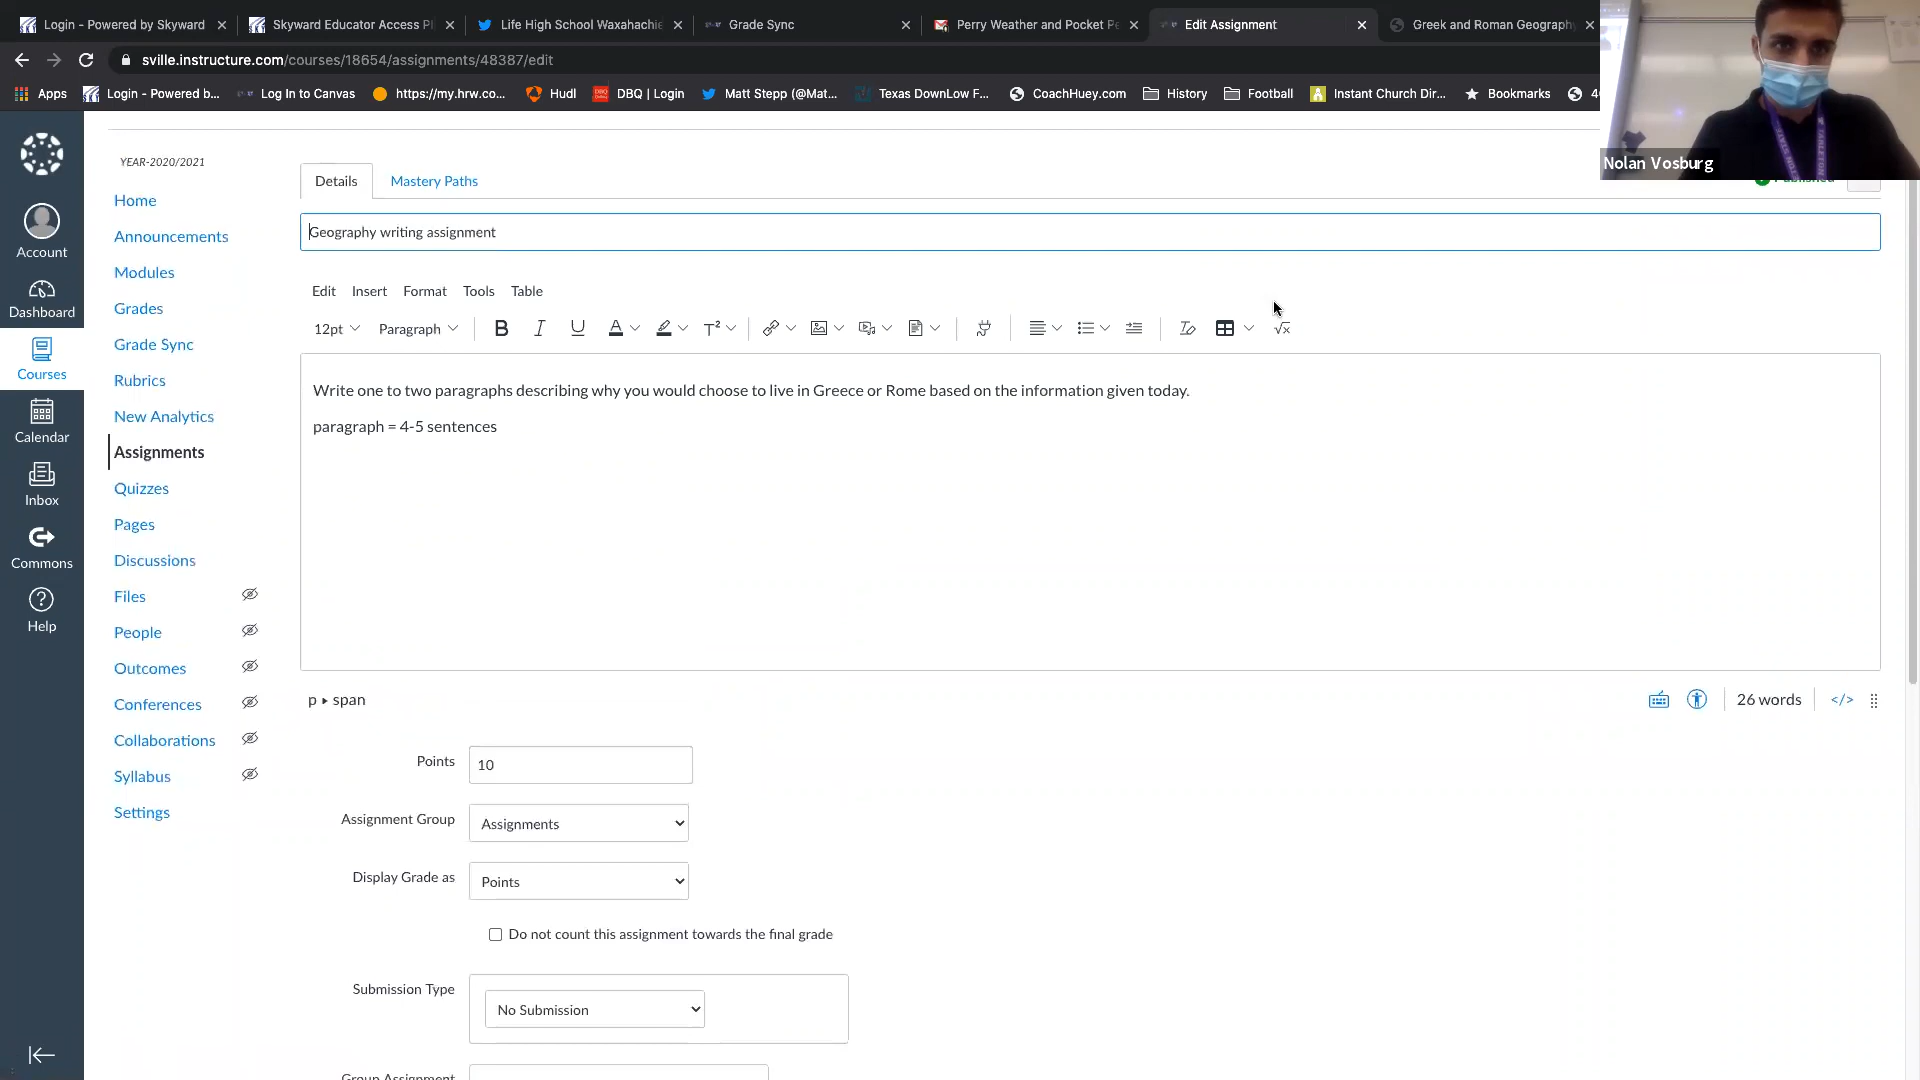 Login - Powered by Skyward
Skyward Educator Access Pl
Life High School Waxahachie
Grade Sync
Perry Weather and Pocket Pe
Edit Assignment
Greek and Roman Geography
sville.instructure.com/courses/18654/assignments/48387/edit
Apps
Login - Powered b...
Log In to Canvas
https://my.hrw.co...
Hudl
DBQ | Login
Matt Stepp (@Mat...
Texas DownLow F...
CoachHuey.com
History
Football
Instant Church Dir...
Bookmarks
Nolan Vosburg
Published
YEAR-2020/2021
Home
Announcements
Modules
Grades
Grade Sync
Rubrics
New Analytics
Assignments
Quizzes
Pages
Discussions
Files
People
Outcomes
Conferences
Collaborations
Syllabus
Settings
Account
Dashboard
Courses
Calendar
Inbox
Commons
Help
Details Mastery Paths
Geography writing assignment
Edit Insert Format Tools Table
12pt Paragraph
Write one to two paragraphs describing why you would choose to live in Greece or Rome based on the information given today.
paragraph = 4-5 sentences
p ▸ span
26 words
</>
Points 10
Assignment Group Assignments
Display Grade as Points
Do not count this assignment towards the final grade
Submission Type No Submission
Group Assignment